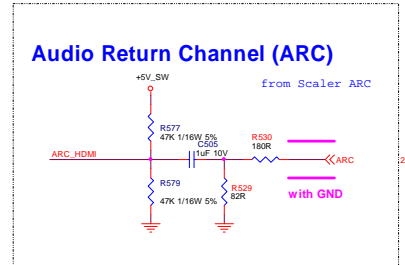 Audio Return Channel (ARC)
+5V_SW
from Scaler ARC
R577
47K 1/16W 5%
C505
1uF 10V
R530
180R
ARC_HDMI
ARC
2
R579
47K 1/16W 5%
R529
82R
with GND